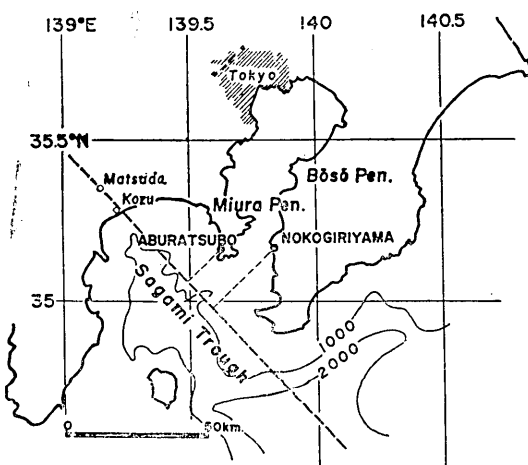 139°E 139.5 140 140.5
Tokyo
35.5°N
Matsuda
Kozu
Bōsō Pen.
Miura Pen.
ABURATSUBO
NOKOGIRIYAMA
35
Sagami Trough
1000
2000
0 50km.